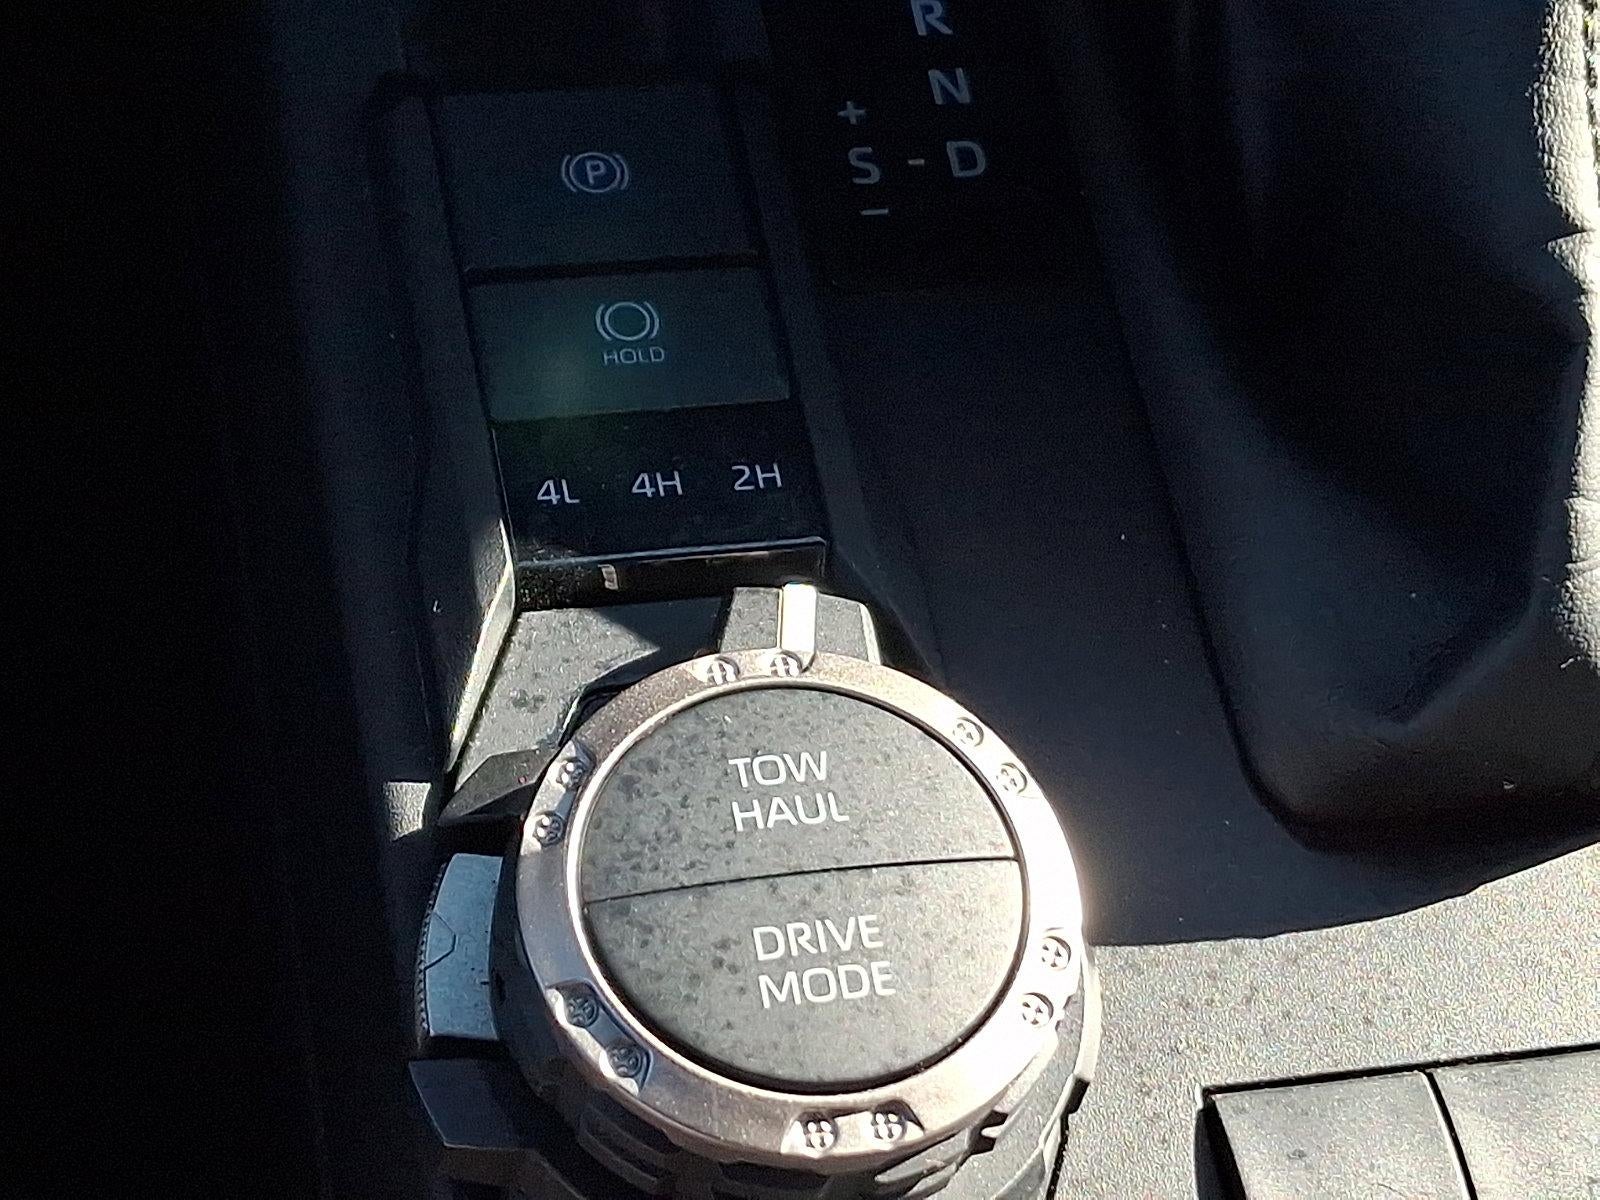 R
N
+
S - D
–
P
HOLD
4L 4H 2H
TOW
HAUL
DRIVE
MODE